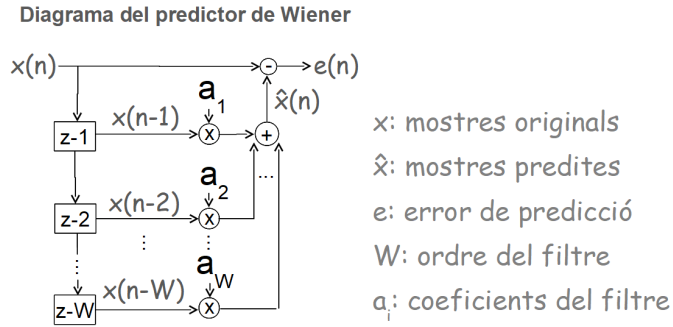 Diagrama del predictor de Wiener
x(n)
-
e(n)
x̂(n)
a1
z-1
x(n-1)
x
+
a2
...
z-2
x(n-2)
x
⋮
⋮
⋮
aW
z-W
x(n-W)
x
x: mostres originals
x̂: mostres predites
e: error de predicció
W: ordre del filtre
ai: coeficients del filtre